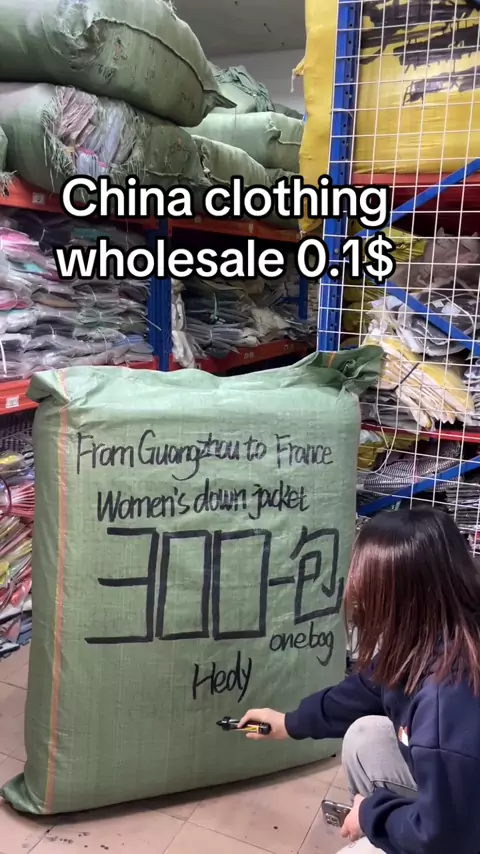 China clothing
wholesale 0.1$
From Guangzhou to France
Women's down jacket
300一包
one bag
Hedy